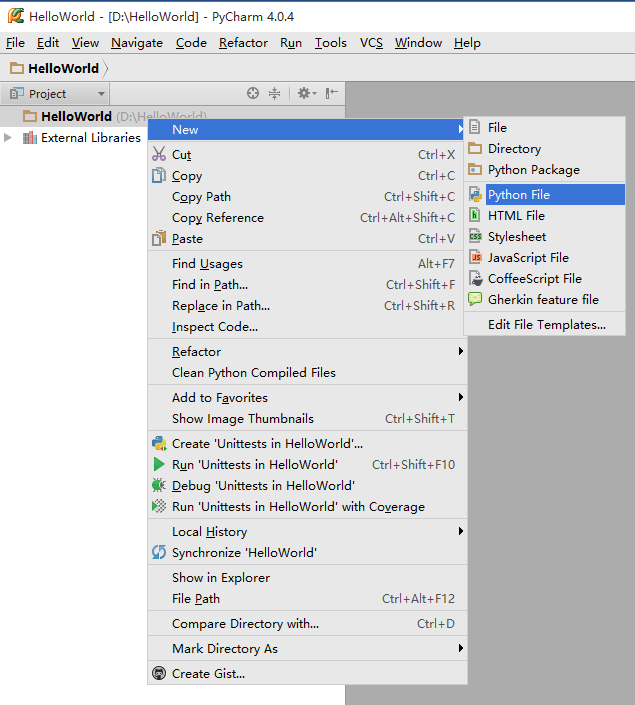 HelloWorld - [D:\HelloWorld] - PyCharm 4.0.4
File Edit View Navigate Code Refactor Run Tools VCS Window Help
HelloWorld
Project
HelloWorld (D:\HelloWorld)
External Libraries
New
Cut Ctrl+X
Copy Ctrl+C
Copy Path Ctrl+Shift+C
Copy Reference Ctrl+Alt+Shift+C
Paste Ctrl+V
Find Usages Alt+F7
Find in Path... Ctrl+Shift+F
Replace in Path... Ctrl+Shift+R
Inspect Code...
Refactor
Clean Python Compiled Files
Add to Favorites
Show Image Thumbnails Ctrl+Shift+T
Create 'Unittests in HelloWorld'...
Run 'Unittests in HelloWorld' Ctrl+Shift+F10
Debug 'Unittests in HelloWorld'
Run 'Unittests in HelloWorld' with Coverage
Local History
Synchronize 'HelloWorld'
Show in Explorer
File Path Ctrl+Alt+F12
Compare Directory with... Ctrl+D
Mark Directory As
Create Gist...
File
Directory
Python Package
Python File
HTML File
Stylesheet
JavaScript File
CoffeeScript File
Gherkin feature file
Edit File Templates...